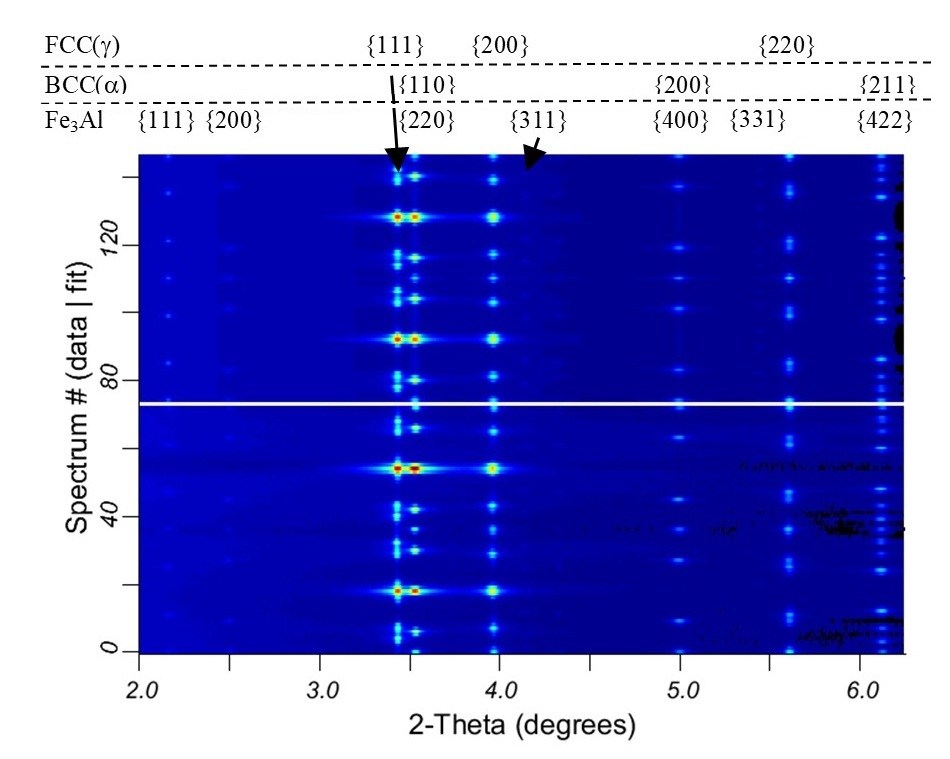 FCC(γ) {111} {200} {220}
BCC(α) {110} {200} {211}
Fe₃Al {111} {200} {220} {311} {400} {331} {422}
Spectrum # (data | fit)
120
80
40
0
2.0 3.0 4.0 5.0 6.0
2-Theta (degrees)